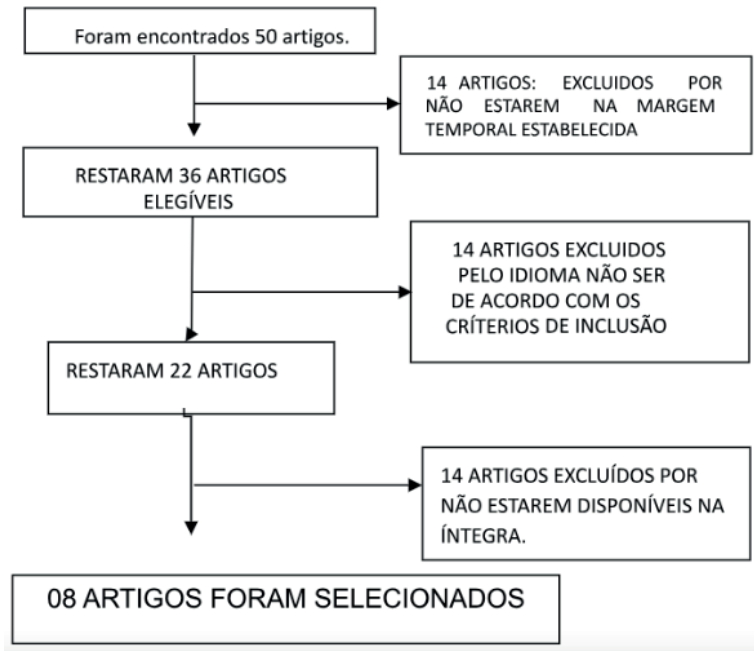 Foram encontrados 50 artigos.
14 ARTIGOS: EXCLUIDOS POR
NÃO ESTAREM NA MARGEM
TEMPORAL ESTABELECIDA
RESTARAM 36 ARTIGOS
ELEGÍVEIS
14 ARTIGOS EXCLUIDOS
PELO IDIOMA NÃO SER
DE ACORDO COM OS
CRÍTERIOS DE INCLUSÃO
RESTARAM 22 ARTIGOS
14 ARTIGOS EXCLUÍDOS POR
NÃO ESTAREM DISPONÍVEIS NA
ÍNTEGRA.
08 ARTIGOS FORAM SELECIONADOS